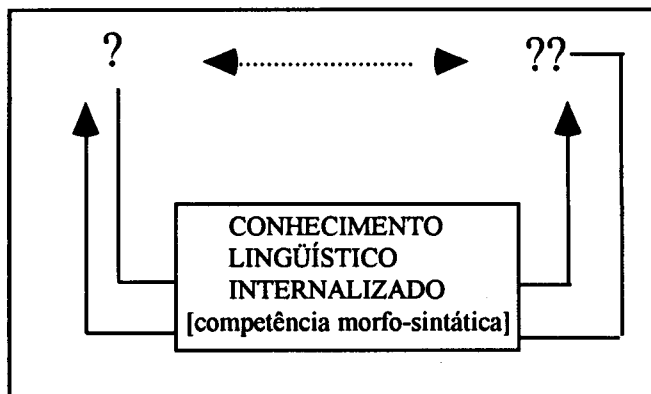 ? ??
CONHECIMENTO
LINGÜÍSTICO
INTERNALIZADO
[competência morfo-sintática]